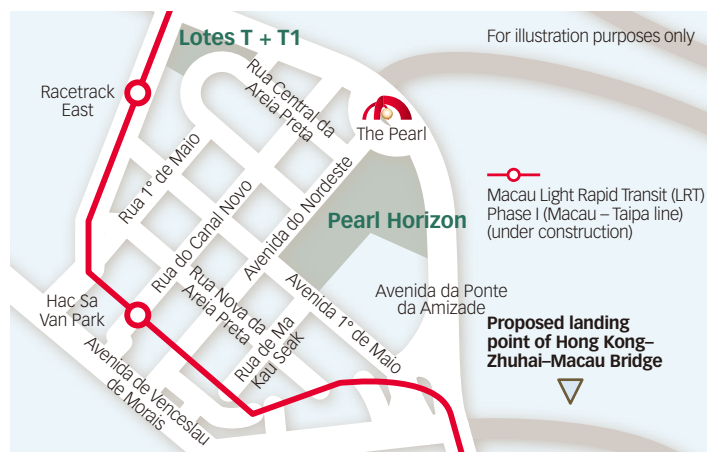 Lotes T + T1
For illustration purposes only
Racetrack
East
Rua Central da
Areia Preta
The Pearl
Rua 1° de Maio
Macau Light Rapid Transit (LRT)
Phase I (Macau – Taipa line)
(under construction)
Rua do Canal Novo
Avenida do Nordeste
Pearl Horizon
Hac Sa
Van Park
Rua Nova da
Areia Preta
Avenida 1° de Maio
Avenida da Ponte
da Amizade
Rua de Ma
Kau Seak
Avenida de Venceslau
de Morais
Proposed landing
point of Hong Kong–
Zhuhai–Macau Bridge